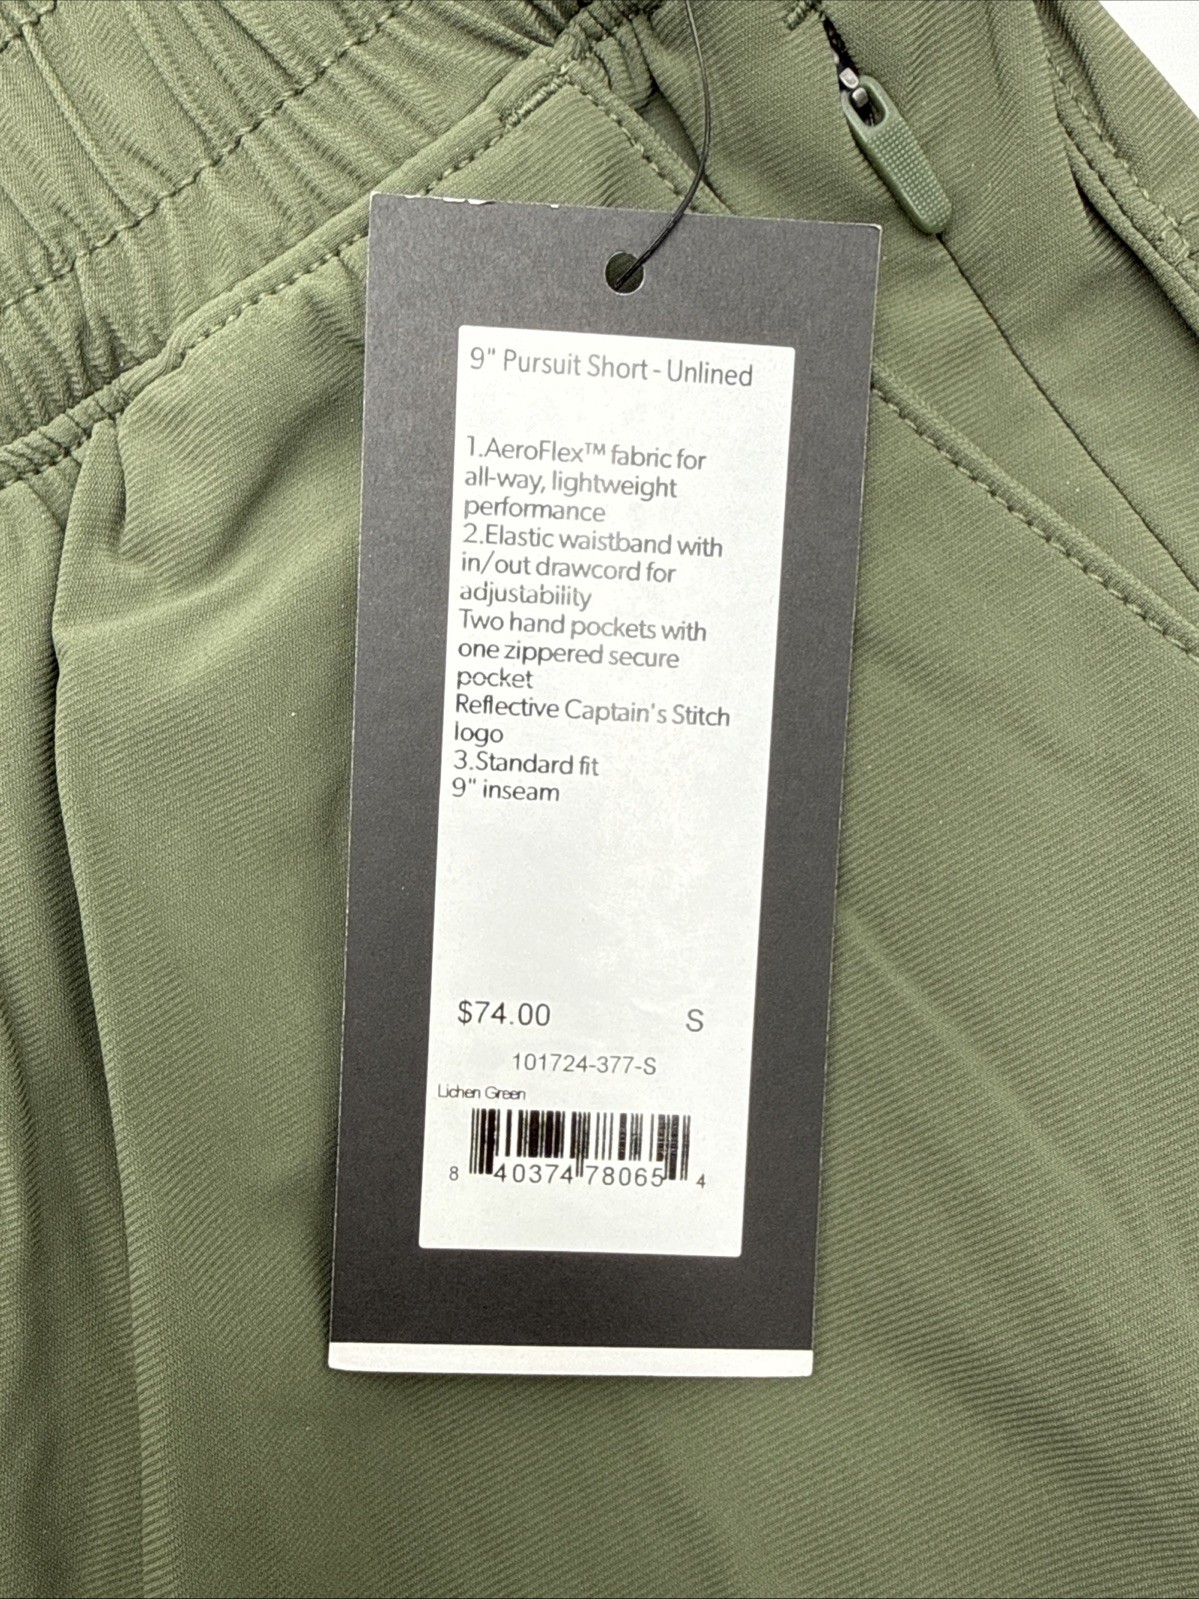 9" Pursuit Short - Unlined
1.AeroFlex™ fabric for
all-way, lightweight
performance
2.Elastic waistband with
in/out drawcord for
adjustability
Two hand pockets with
one zippered secure
pocket
Reflective Captain's Stitch
logo
3.Standard fit
9" inseam
$74.00 S
101724-377-S
Lichen Green
8 40374 78065 4